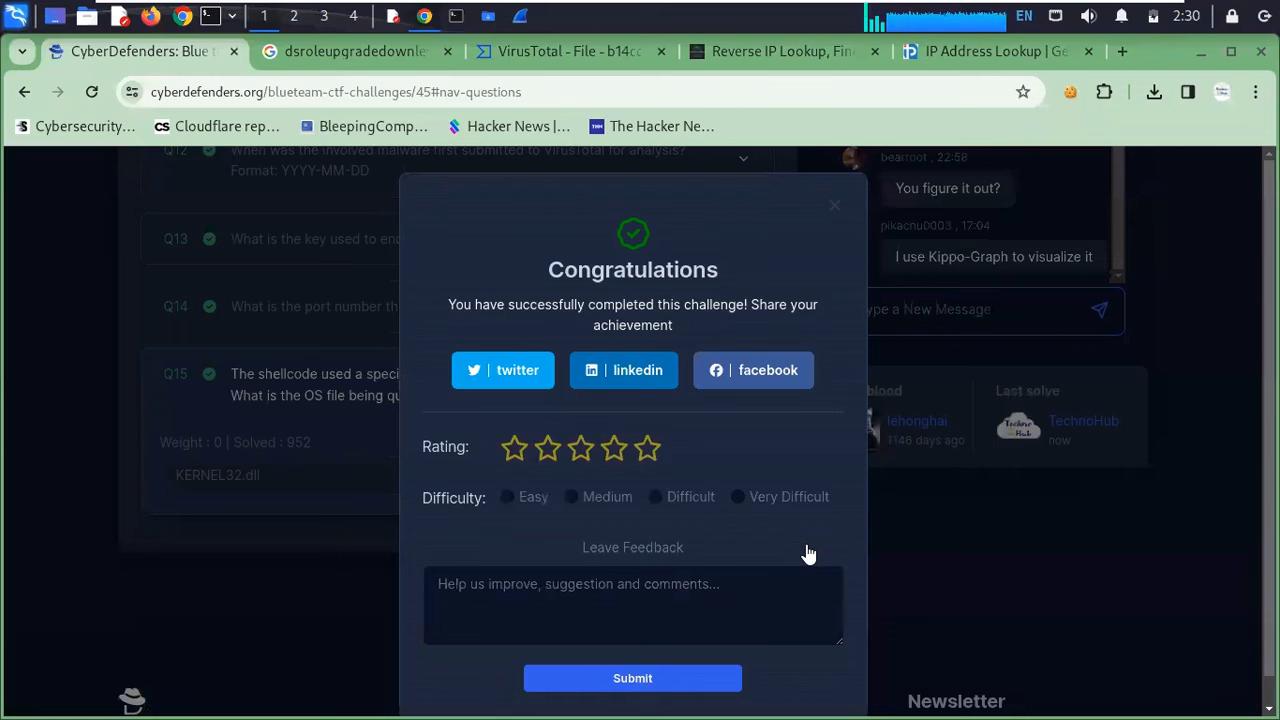 1 2 3 4 EN 2:30
CyberDefenders: Blue t
dsroleupgradedownle
VirusTotal - File - b14cc
Reverse IP Lookup, Fin
IP Address Lookup | Ge
cyberdefenders.org/blueteam-ctf-challenges/45#nav-questions
Cybersecurity... Cloudflare rep... BleepingComp... Hacker News |... The Hacker Ne...
Q12 When was the involved malware first submitted to VirusTotal for analysis?
Format: YYYY-MM-DD
Q13 What is the key used to enc
Q14 What is the port number th
Q15 The shellcode used a speci
What is the OS file being qu
Weight : 0 | Solved : 952
KERNEL32.dll
Congratulations
You have successfully completed this challenge! Share your
achievement
twitter linkedin facebook
Rating:
Difficulty: Easy Medium Difficult Very Difficult
Leave Feedback
Help us improve, suggestion and comments...
Submit
bearroot , 22:58
You figure it out?
pikacnu0003 , 17:04
I use Kippo-Graph to visualize it
ype a New Message
blood Last solve
lehonghai TechnoHub
1146 days ago now
Newsletter